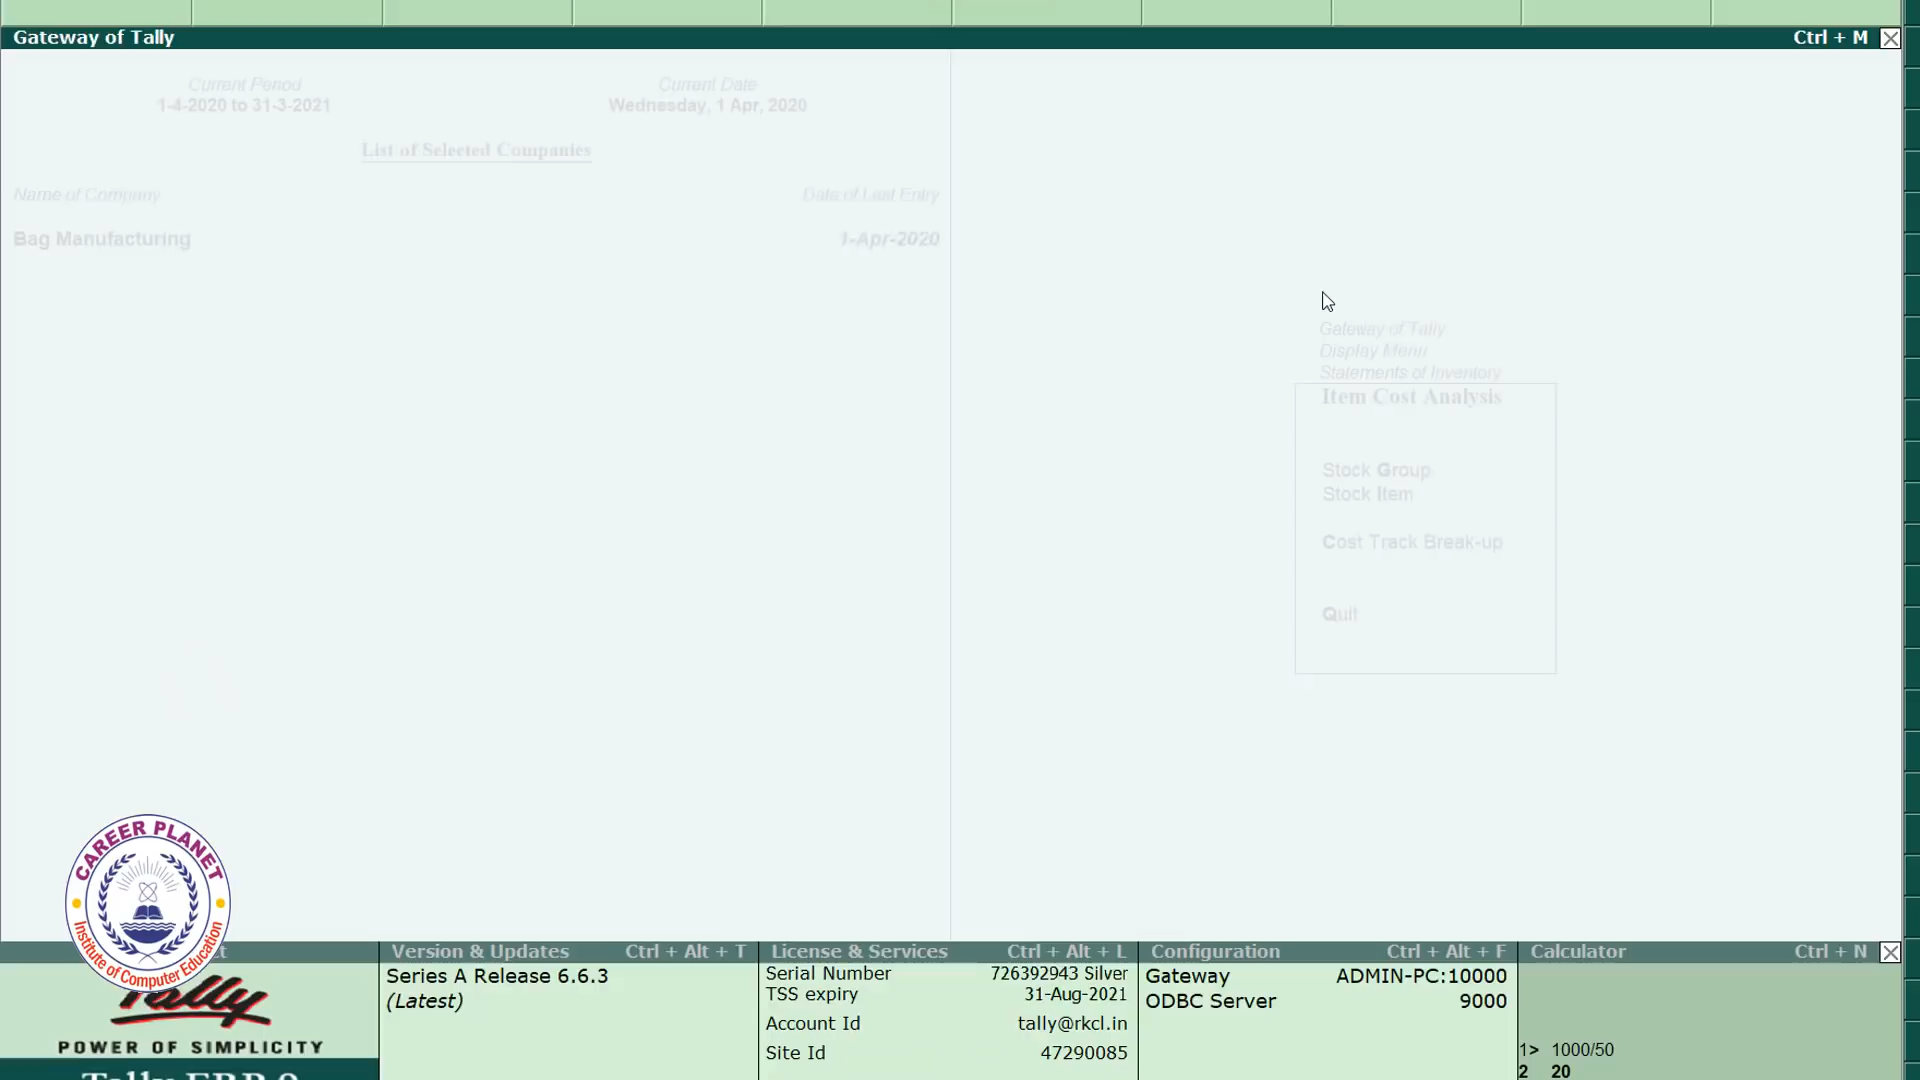 Gateway of Tally Ctrl + M
Current Period
1-4-2020 to 31-3-2021
Current Date
Wednesday, 1 Apr, 2020
List of Selected Companies
Name of Company Date of Last Entry
Bag Manufacturing 1-Apr-2020
Gateway of Tally
Display Menu
Statements of Inventory
Item Cost Analysis
Stock Group
Stock Item
Cost Track Break-up
Quit
CAREER PLANET
Institute of Computer Education
Tally
POWER OF SIMPLICITY
Tally ERP 9
Version & Updates Ctrl + Alt + T
Series A Release 6.6.3
(Latest)
License & Services Ctrl + Alt + L
Serial Number 726392943 Silver
TSS expiry 31-Aug-2021
Account Id tally@rkcl.in
Site Id 47290085
Configuration Ctrl + Alt + F
Gateway ADMIN-PC:10000
ODBC Server 9000
Calculator Ctrl + N
1> 1000/50
2 20